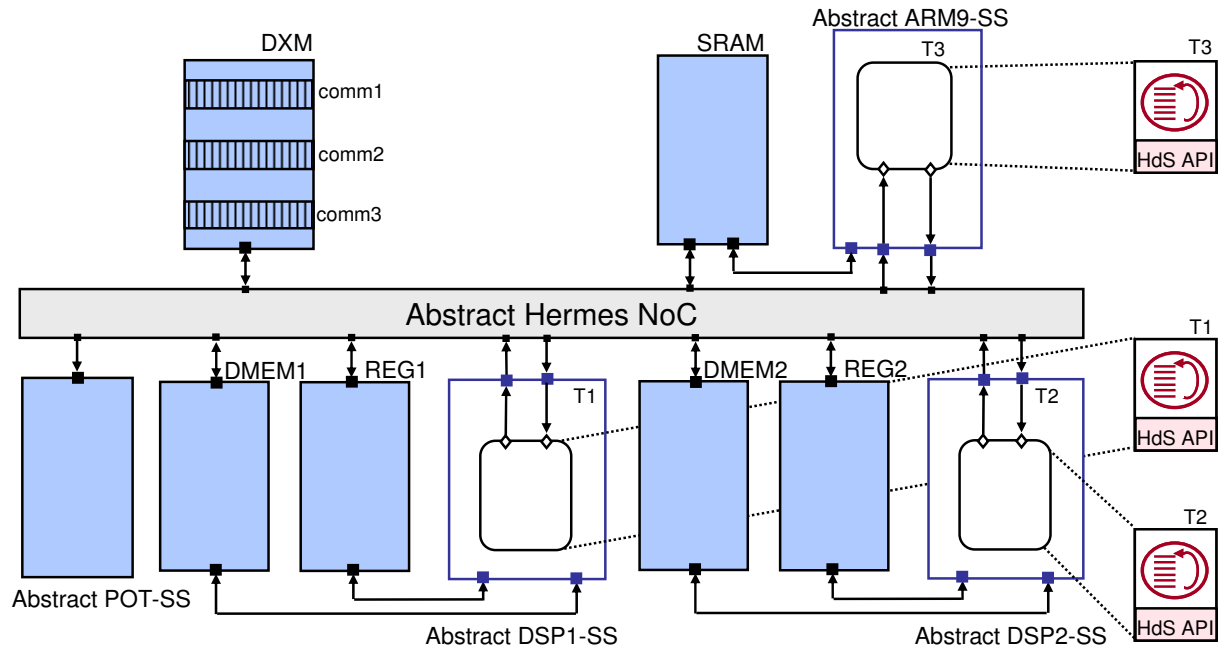 Abstract ARM9-SS
DXM
SRAM
T3
T3
comm1
comm2
comm3
HdS API
Abstract Hermes NoC
T1
DMEM1
REG1
DMEM2
REG2
T1
T2
HdS API
T2
Abstract POT-SS
Abstract DSP1-SS
Abstract DSP2-SS
HdS API